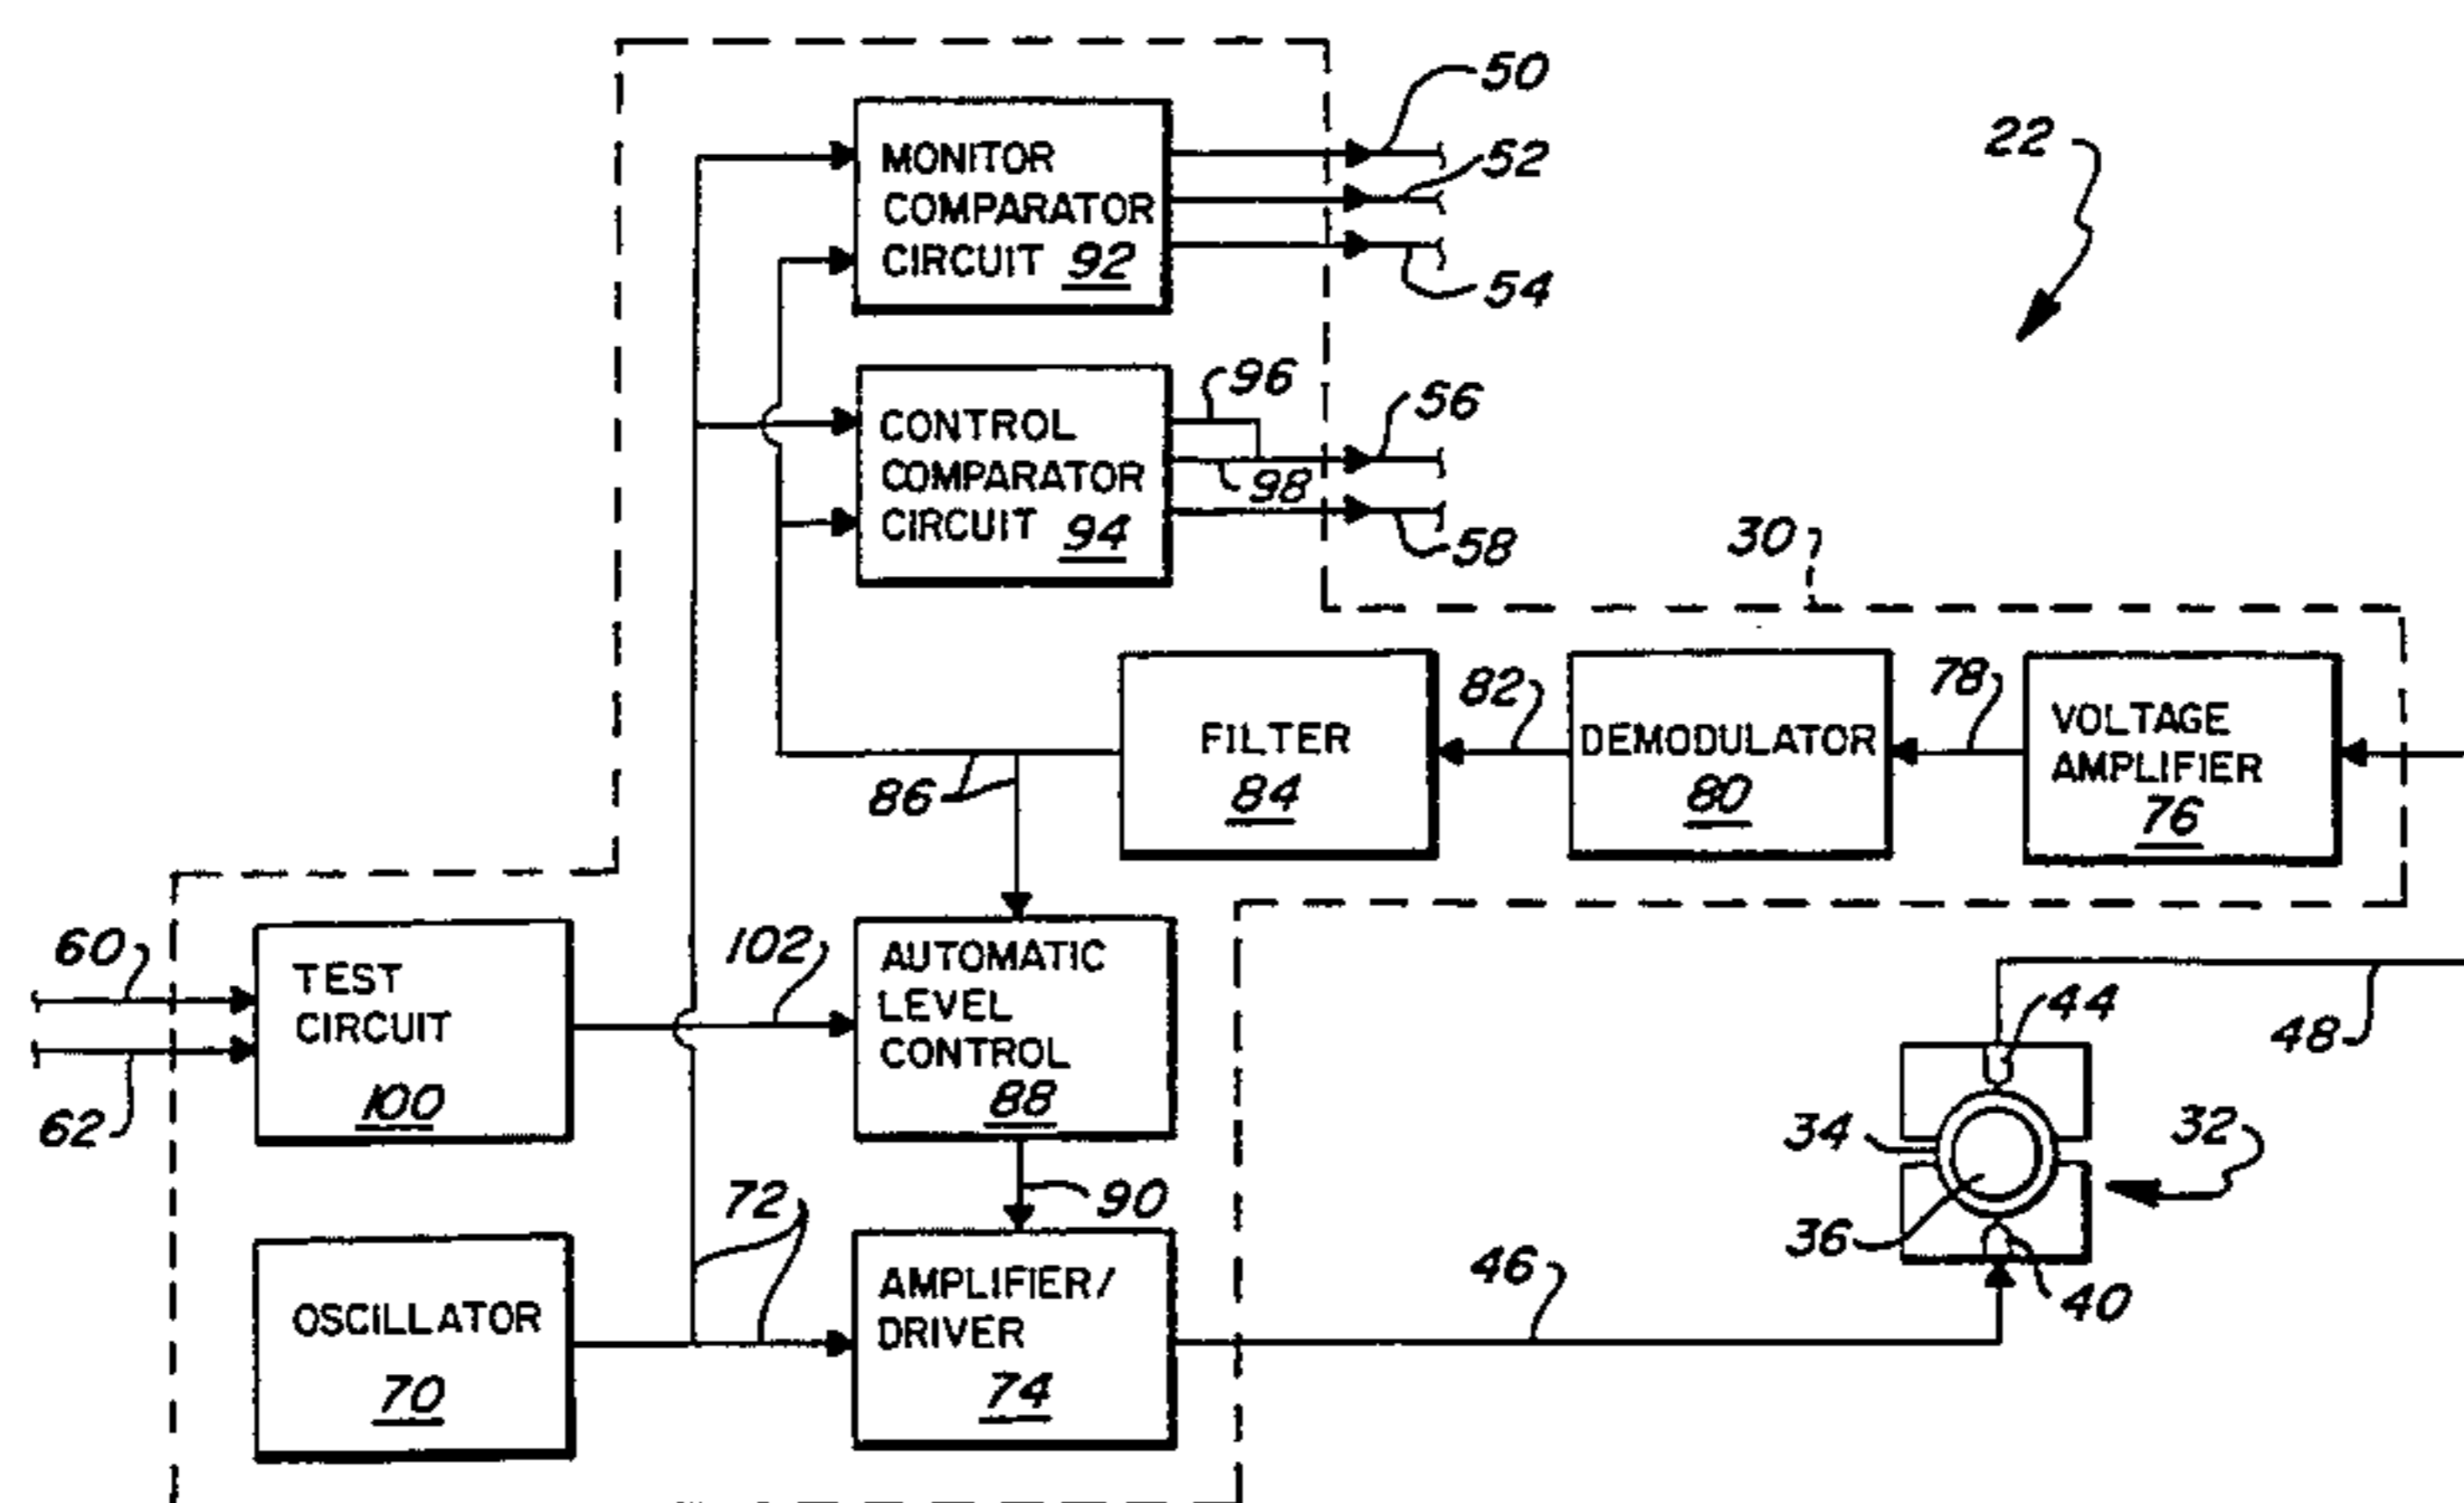 50
22
MONITOR
COMPARATOR
CIRCUIT 92
52
54
96
56
CONTROL
COMPARATOR
CIRCUIT 94
98
58
30
82
78
FILTER
84
DEMODULATOR
80
VOLTAGE
AMPLIFIER
76
86
60
62
TEST
CIRCUIT
100
102
AUTOMATIC
LEVEL
CONTROL
88
44
48
34
32
36
40
72
90
46
OSCILLATOR
70
AMPLIFIER/
DRIVER
74